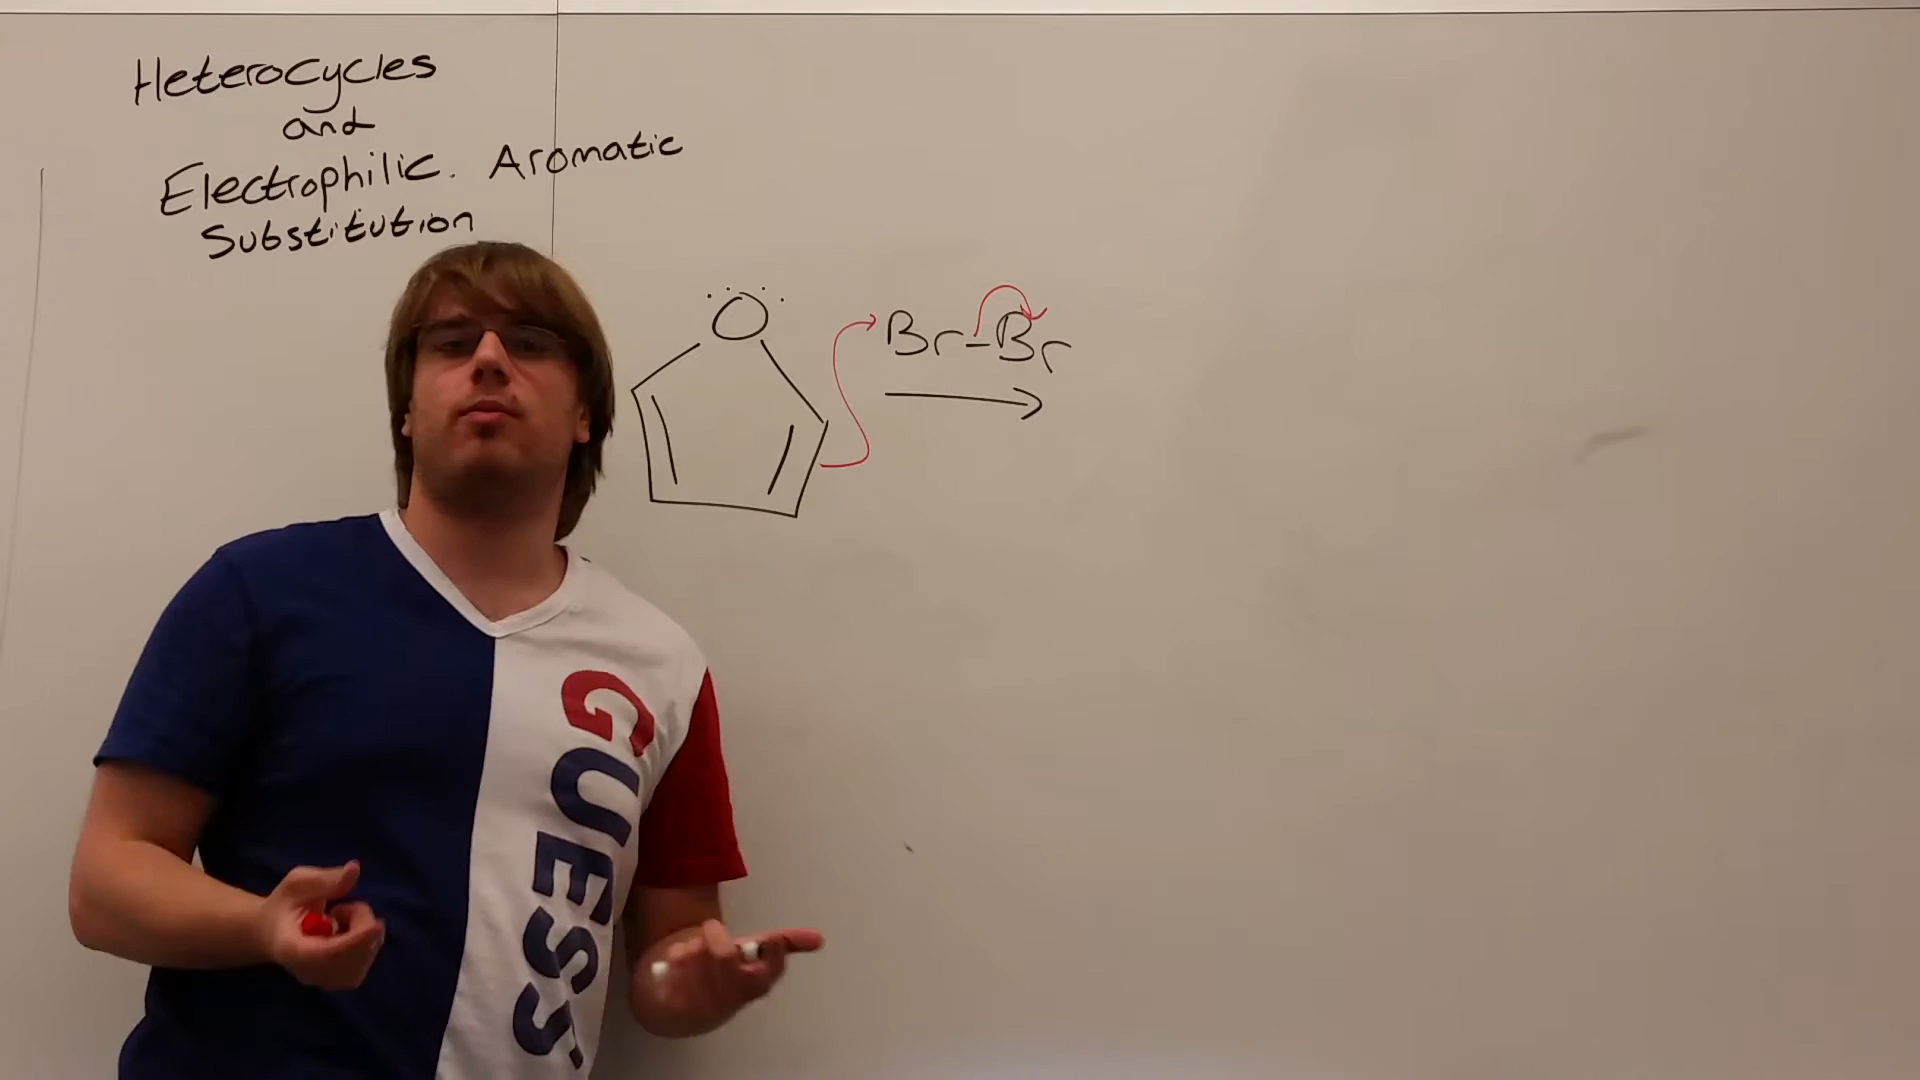 Heterocycles
and
Electrophilic. Aromatic
Substitution
O
Br-Br
GUESS